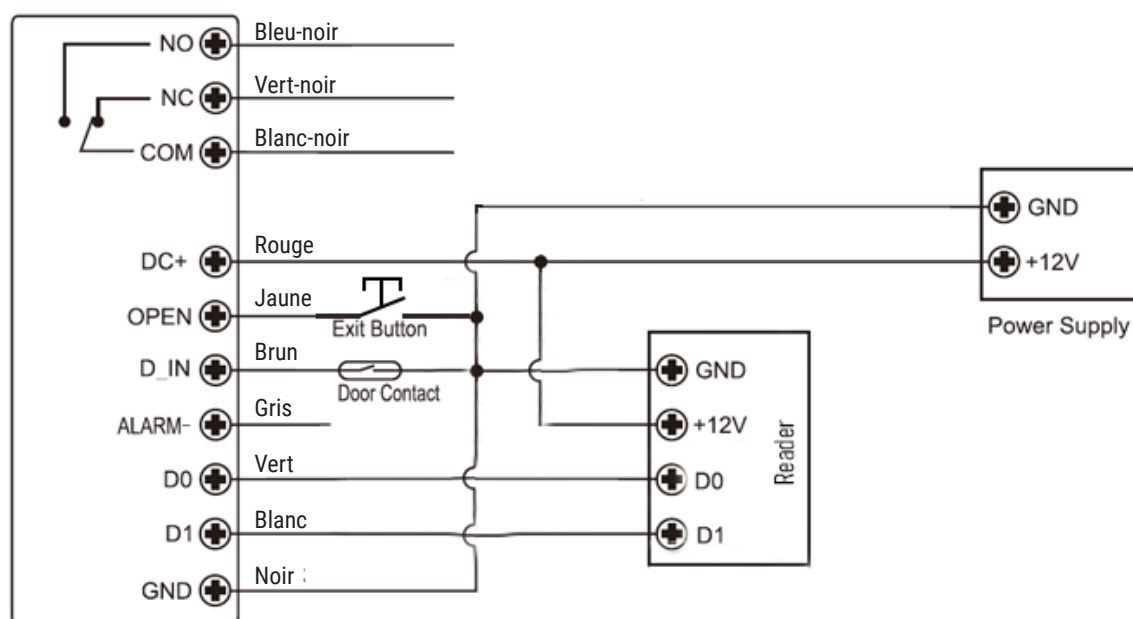 NO Bleu-noir
NC Vert-noir
COM Blanc-noir
GND
DC+ Rouge +12V
Power Supply
OPEN Jaune
Exit Button
D_IN Brun GND
Door Contact
ALARM- Gris +12V
Reader
D0 Vert D0
D1 Blanc D1
GND Noir :